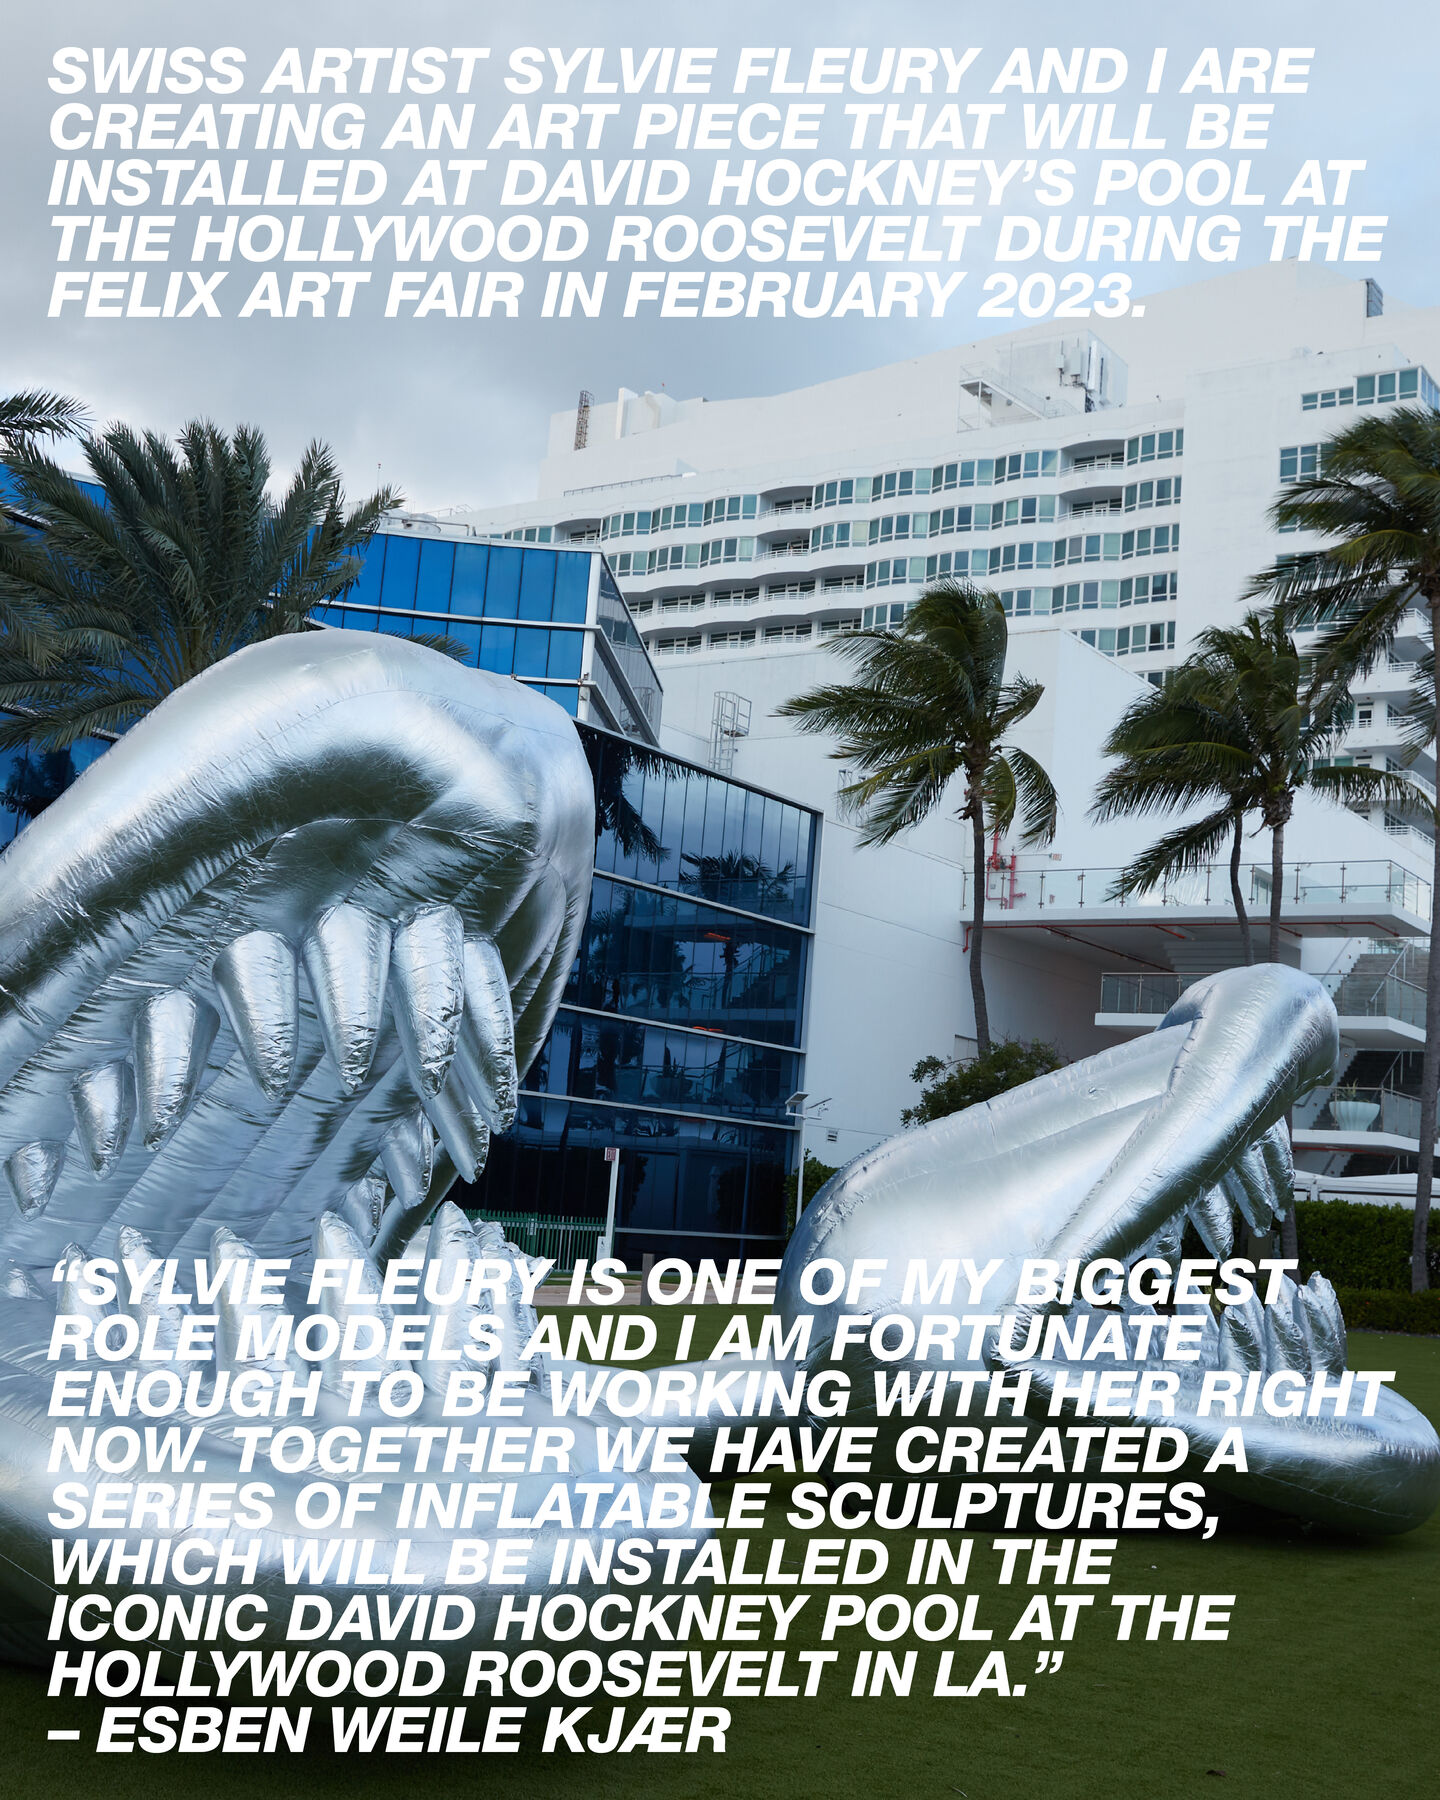 SWISS ARTIST SYLVIE FLEURY AND I ARE
CREATING AN ART PIECE THAT WILL BE
INSTALLED AT DAVID HOCKNEY’S POOL AT
THE HOLLYWOOD ROOSEVELT DURING THE
FELIX ART FAIR IN FEBRUARY 2023.
“SYLVIE FLEURY IS ONE OF MY BIGGEST
ROLE MODELS AND I AM FORTUNATE
ENOUGH TO BE WORKING WITH HER RIGHT
NOW. TOGETHER WE HAVE CREATED A
SERIES OF INFLATABLE SCULPTURES,
WHICH WILL BE INSTALLED IN THE
ICONIC DAVID HOCKNEY POOL AT THE
HOLLYWOOD ROOSEVELT IN LA.”
– ESBEN WEILE KJÆR